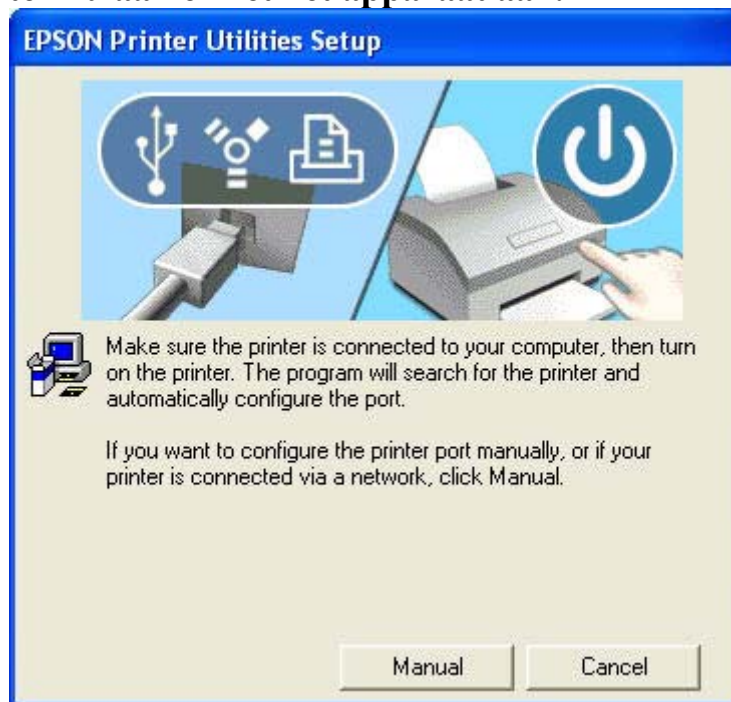 EPSON Printer Utilities Setup
Make sure the printer is connected to your computer, then turn
on the printer. The program will search for the printer and
automatically configure the port.
If you want to configure the printer port manually, or if your
printer is connected via a network, click Manual.
Manual
Cancel